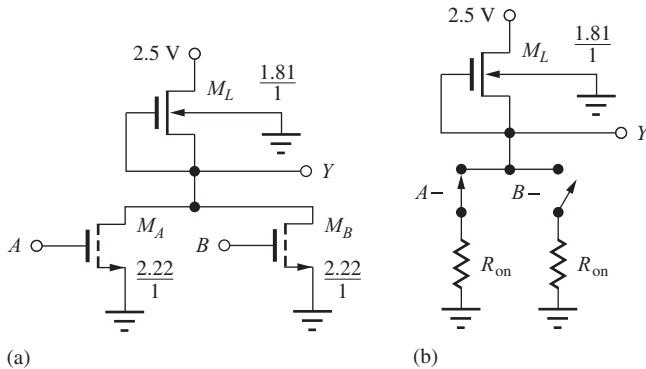 2.5 V
M_L
1.81
1
Y
A
M_A
2.22
1
B
M_B
2.22
1
(a)
2.5 V
M_L
1.81
1
Y
A–
B–
R_on
R_on
(b)